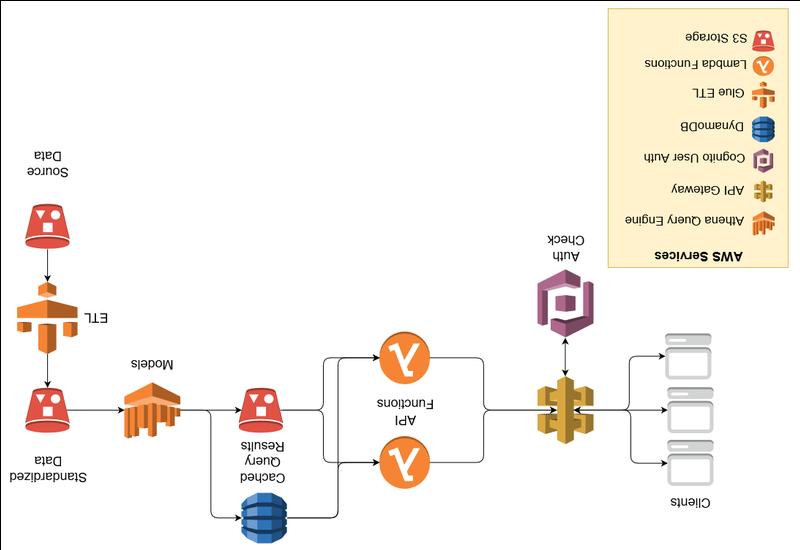 Clients
Cached
Query
Results
Standardized
Data
API
Functions
Models
ETL
Auth
Check
Source
Data
AWS Services
Athena Query Engine
API Gateway
Cognito User Auth
DynamoDB
Glue ETL
Lambda Functions
S3 Storage